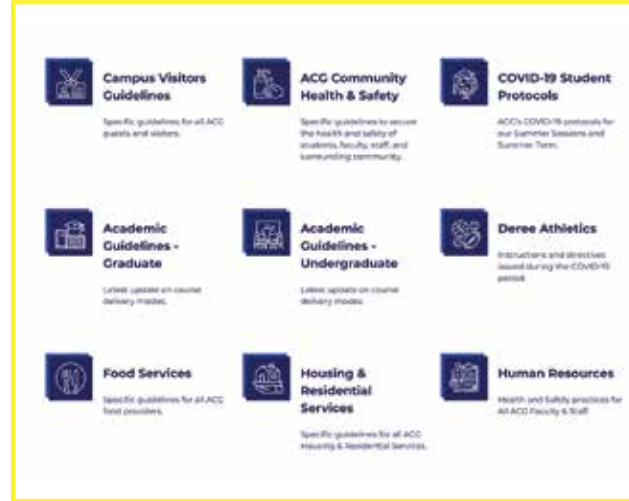 Campus Visitors
Guidelines
Specific guidelines for all ACG
guests and visitors.
ACG Community
Health & Safety
Specific guidelines to secure
the health and safety of
students, faculty, staff, and
surrounding community.
COVID-19 Student
Protocols
ACG's COVID-19 protocols for
our Summer Sessions and
Summer Term.
Academic
Guidelines -
Graduate
Latest update on course
delivery modes.
Academic
Guidelines -
Undergraduate
Latest update on course
delivery modes.
Deree Athletics
Instructions and directives
issued during the COVID-19
period.
Food Services
Specific guidelines for all ACG
food providers.
Housing &
Residential
Services
Specific guidelines for all ACG
Housing & Residential Services.
Human Resources
Health and Safety practices for
All ACG Faculty & Staff